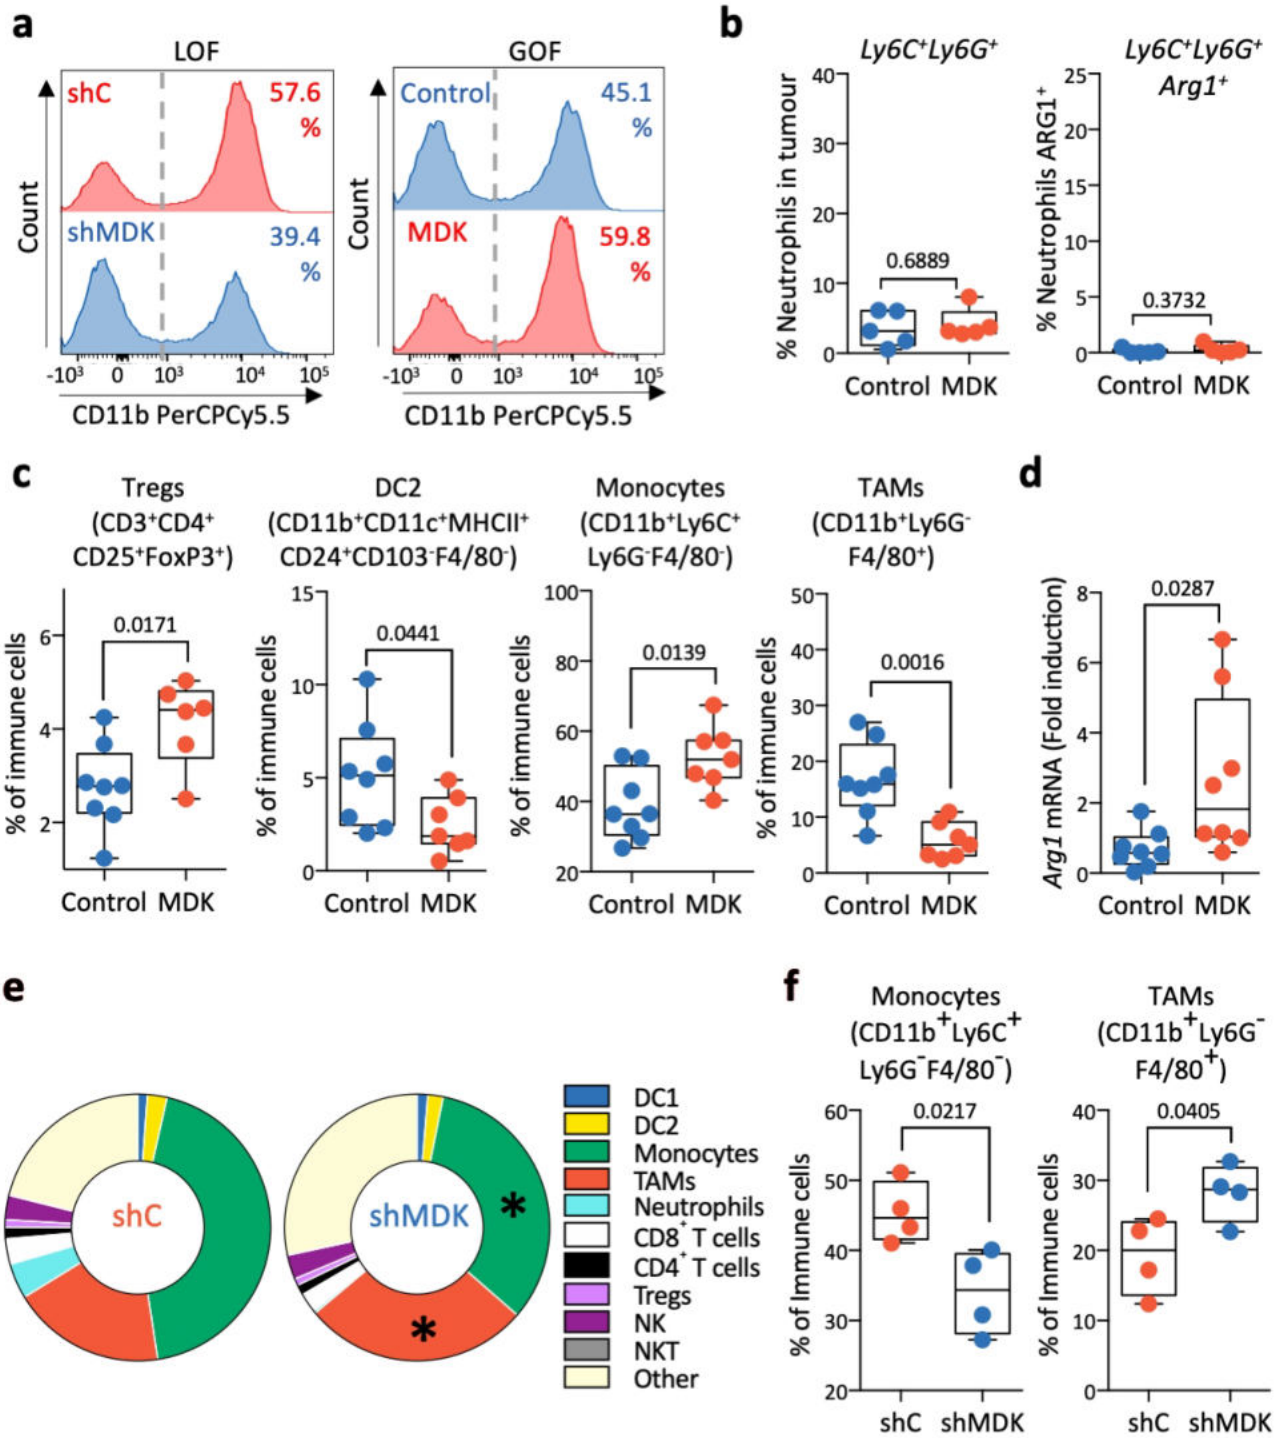 a
LOF
GOF
shC
57.6
%
shMDK
39.4
%
Count
-10³ 0 10³ 10⁴ 10⁵
CD11b PerCPCy5.5
Control
45.1
%
MDK
59.8
%
Count
-10³ 0 10³ 10⁴ 10⁵
CD11b PerCPCy5.5
b
Ly6C⁺Ly6G⁺
% Neutrophils in tumour
40
30
20
10
0
0.6889
Control MDK
Ly6C⁺Ly6G⁺
Arg1⁺
% Neutrophils ARG1⁺
25
20
15
10
5
0
0.3732
Control MDK
c
Tregs
(CD3⁺CD4⁺
CD25⁺FoxP3⁺)
% of immune cells
6
4
2
0.0171
Control MDK
DC2
(CD11b⁺CD11c⁺MHCII⁺
CD24⁺CD103⁻F4/80⁻)
% of immune cells
15
10
5
0
0.0441
Control MDK
Monocytes
(CD11b⁺Ly6C⁺
Ly6G⁻F4/80⁻)
% of immune cells
100
80
60
40
20
0.0139
Control MDK
TAMs
(CD11b⁺Ly6G⁻
F4/80⁺)
% of immune cells
50
40
30
20
10
0
0.0016
Control MDK
d
Arg1 mRNA (Fold induction)
8
6
4
2
0
0.0287
Control MDK
e
shC
shMDK
*
*
DC1
DC2
Monocytes
TAMs
Neutrophils
CD8⁺ T cells
CD4⁺ T cells
Tregs
NK
NKT
Other
f
Monocytes
(CD11b⁺Ly6C⁺
Ly6G⁻F4/80⁻)
% of Immune cells
60
50
40
30
20
0.0217
shC shMDK
TAMs
(CD11b⁺Ly6G⁻
F4/80⁺)
% of Immune cells
40
30
20
10
0
0.0405
shC shMDK